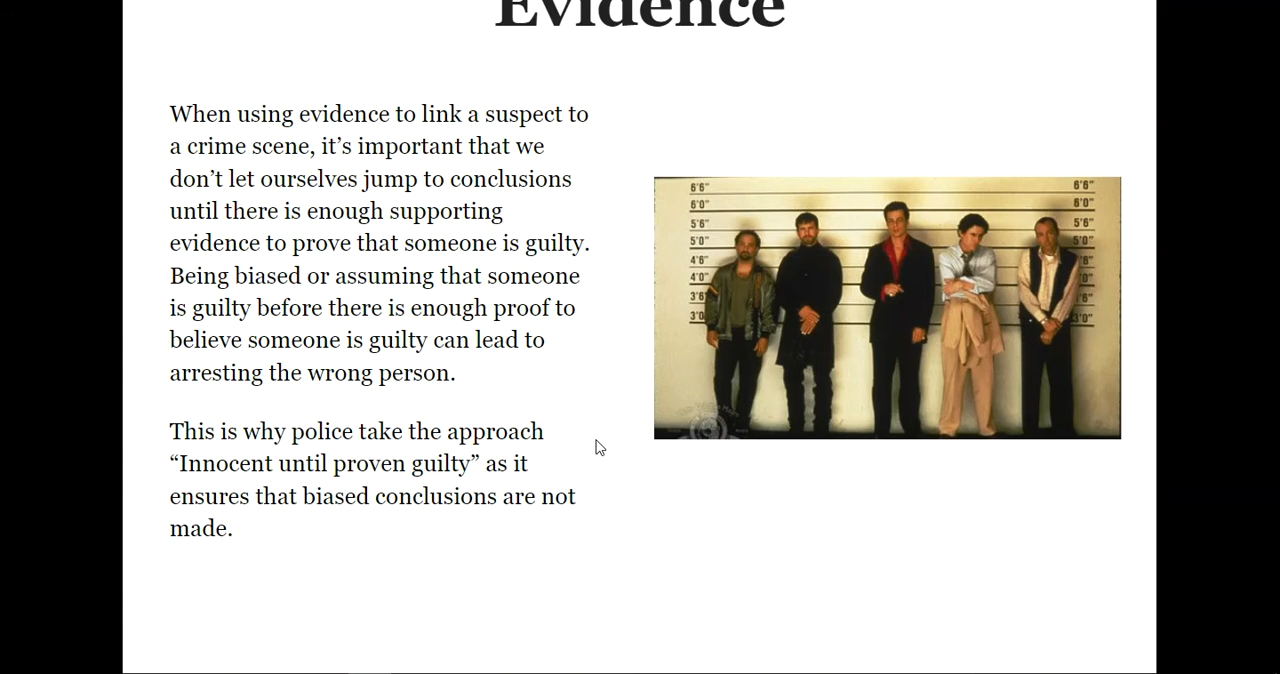 Evidence
When using evidence to link a suspect to
a crime scene, it’s important that we
don’t let ourselves jump to conclusions
until there is enough supporting
evidence to prove that someone is guilty.
Being biased or assuming that someone
is guilty before there is enough proof to
believe someone is guilty can lead to
arresting the wrong person.
This is why police take the approach
“Innocent until proven guilty” as it
ensures that biased conclusions are not
made.
6'6" 6'6"
6'0" 6'0"
5'6" 5'6"
5'0" 5'0"
4'6"
4'0"